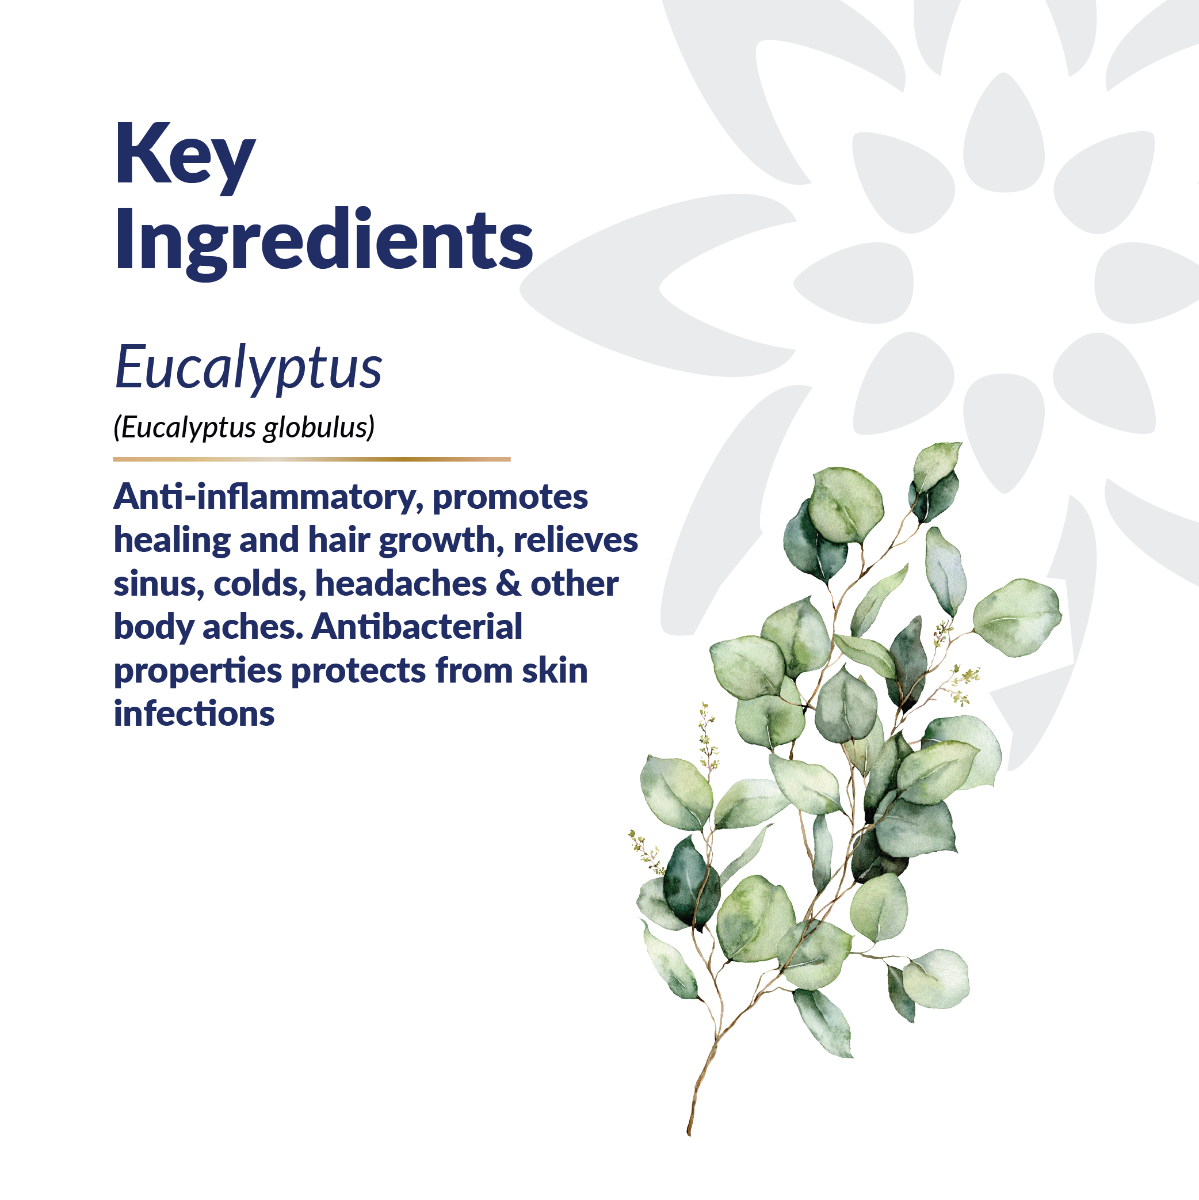 Key
Ingredients
Eucalyptus
(Eucalyptus globulus)
Anti-inflammatory, promotes
healing and hair growth, relieves
sinus, colds, headaches & other
body aches. Antibacterial
properties protects from skin
infections